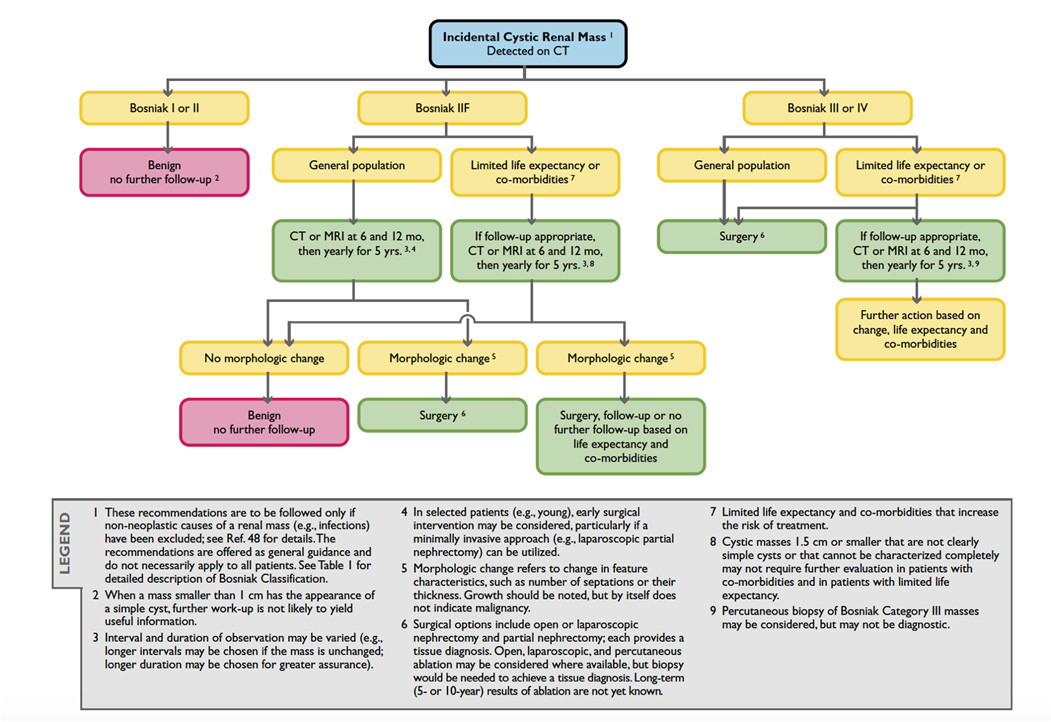 Incidental Cystic Renal Mass 1
Detected on CT
Bosniak I or II
Bosniak IIF
Bosniak III or IV
Benign
no further follow-up 2
General population
Limited life expectancy or
co-morbidities 7
General population
Limited life expectancy or
co-morbidities 7
CT or MRI at 6 and 12 mo,
then yearly for 5 yrs. 3, 4
If follow-up appropriate,
CT or MRI at 6 and 12 mo,
then yearly for 5 yrs. 3, 8
Surgery 6
If follow-up appropriate,
CT or MRI at 6 and 12 mo,
then yearly for 5 yrs. 3, 9
Further action based on
change, life expectancy and
co-morbidities
No morphologic change
Morphologic change 5
Morphologic change 5
Benign
no further follow-up
Surgery 6
Surgery, follow-up or no
further follow-up based on
life expectancy and
co-morbidities
LEGEND
1 These recommendations are to be followed only if
non-neoplastic causes of a renal mass (e.g., infections)
have been excluded; see Ref. 48 for details. The
recommendations are offered as general guidance and
do not necessarily apply to all patients. See Table 1 for
detailed description of Bosniak Classification.
2 When a mass smaller than 1 cm has the appearance of
a simple cyst, further work-up is not likely to yield
useful information.
3 Interval and duration of observation may be varied (e.g.,
longer intervals may be chosen if the mass is unchanged;
longer duration may be chosen for greater assurance).
4 In selected patients (e.g., young), early surgical
intervention may be considered, particularly if a
minimally invasive approach (e.g., laparoscopic partial
nephrectomy) can be utilized.
5 Morphologic change refers to change in feature
characteristics, such as number of septations or their
thickness. Growth should be noted, but by itself does
not indicate malignancy.
6 Surgical options include open or laparoscopic
nephrectomy and partial nephrectomy; each provides a
tissue diagnosis. Open, laparoscopic, and percutaneous
ablation may be considered where available, but biopsy
would be needed to achieve a tissue diagnosis. Long-term
(5- or 10-year) results of ablation are not yet known.
7 Limited life expectancy and co-morbidities that increase
the risk of treatment.
8 Cystic masses 1.5 cm or smaller that are not clearly
simple cysts or that cannot be characterized completely
may not require further evaluation in patients with
co-morbidities and in patients with limited life
expectancy.
9 Percutaneous biopsy of Bosniak Category III masses
may be considered, but may not be diagnostic.